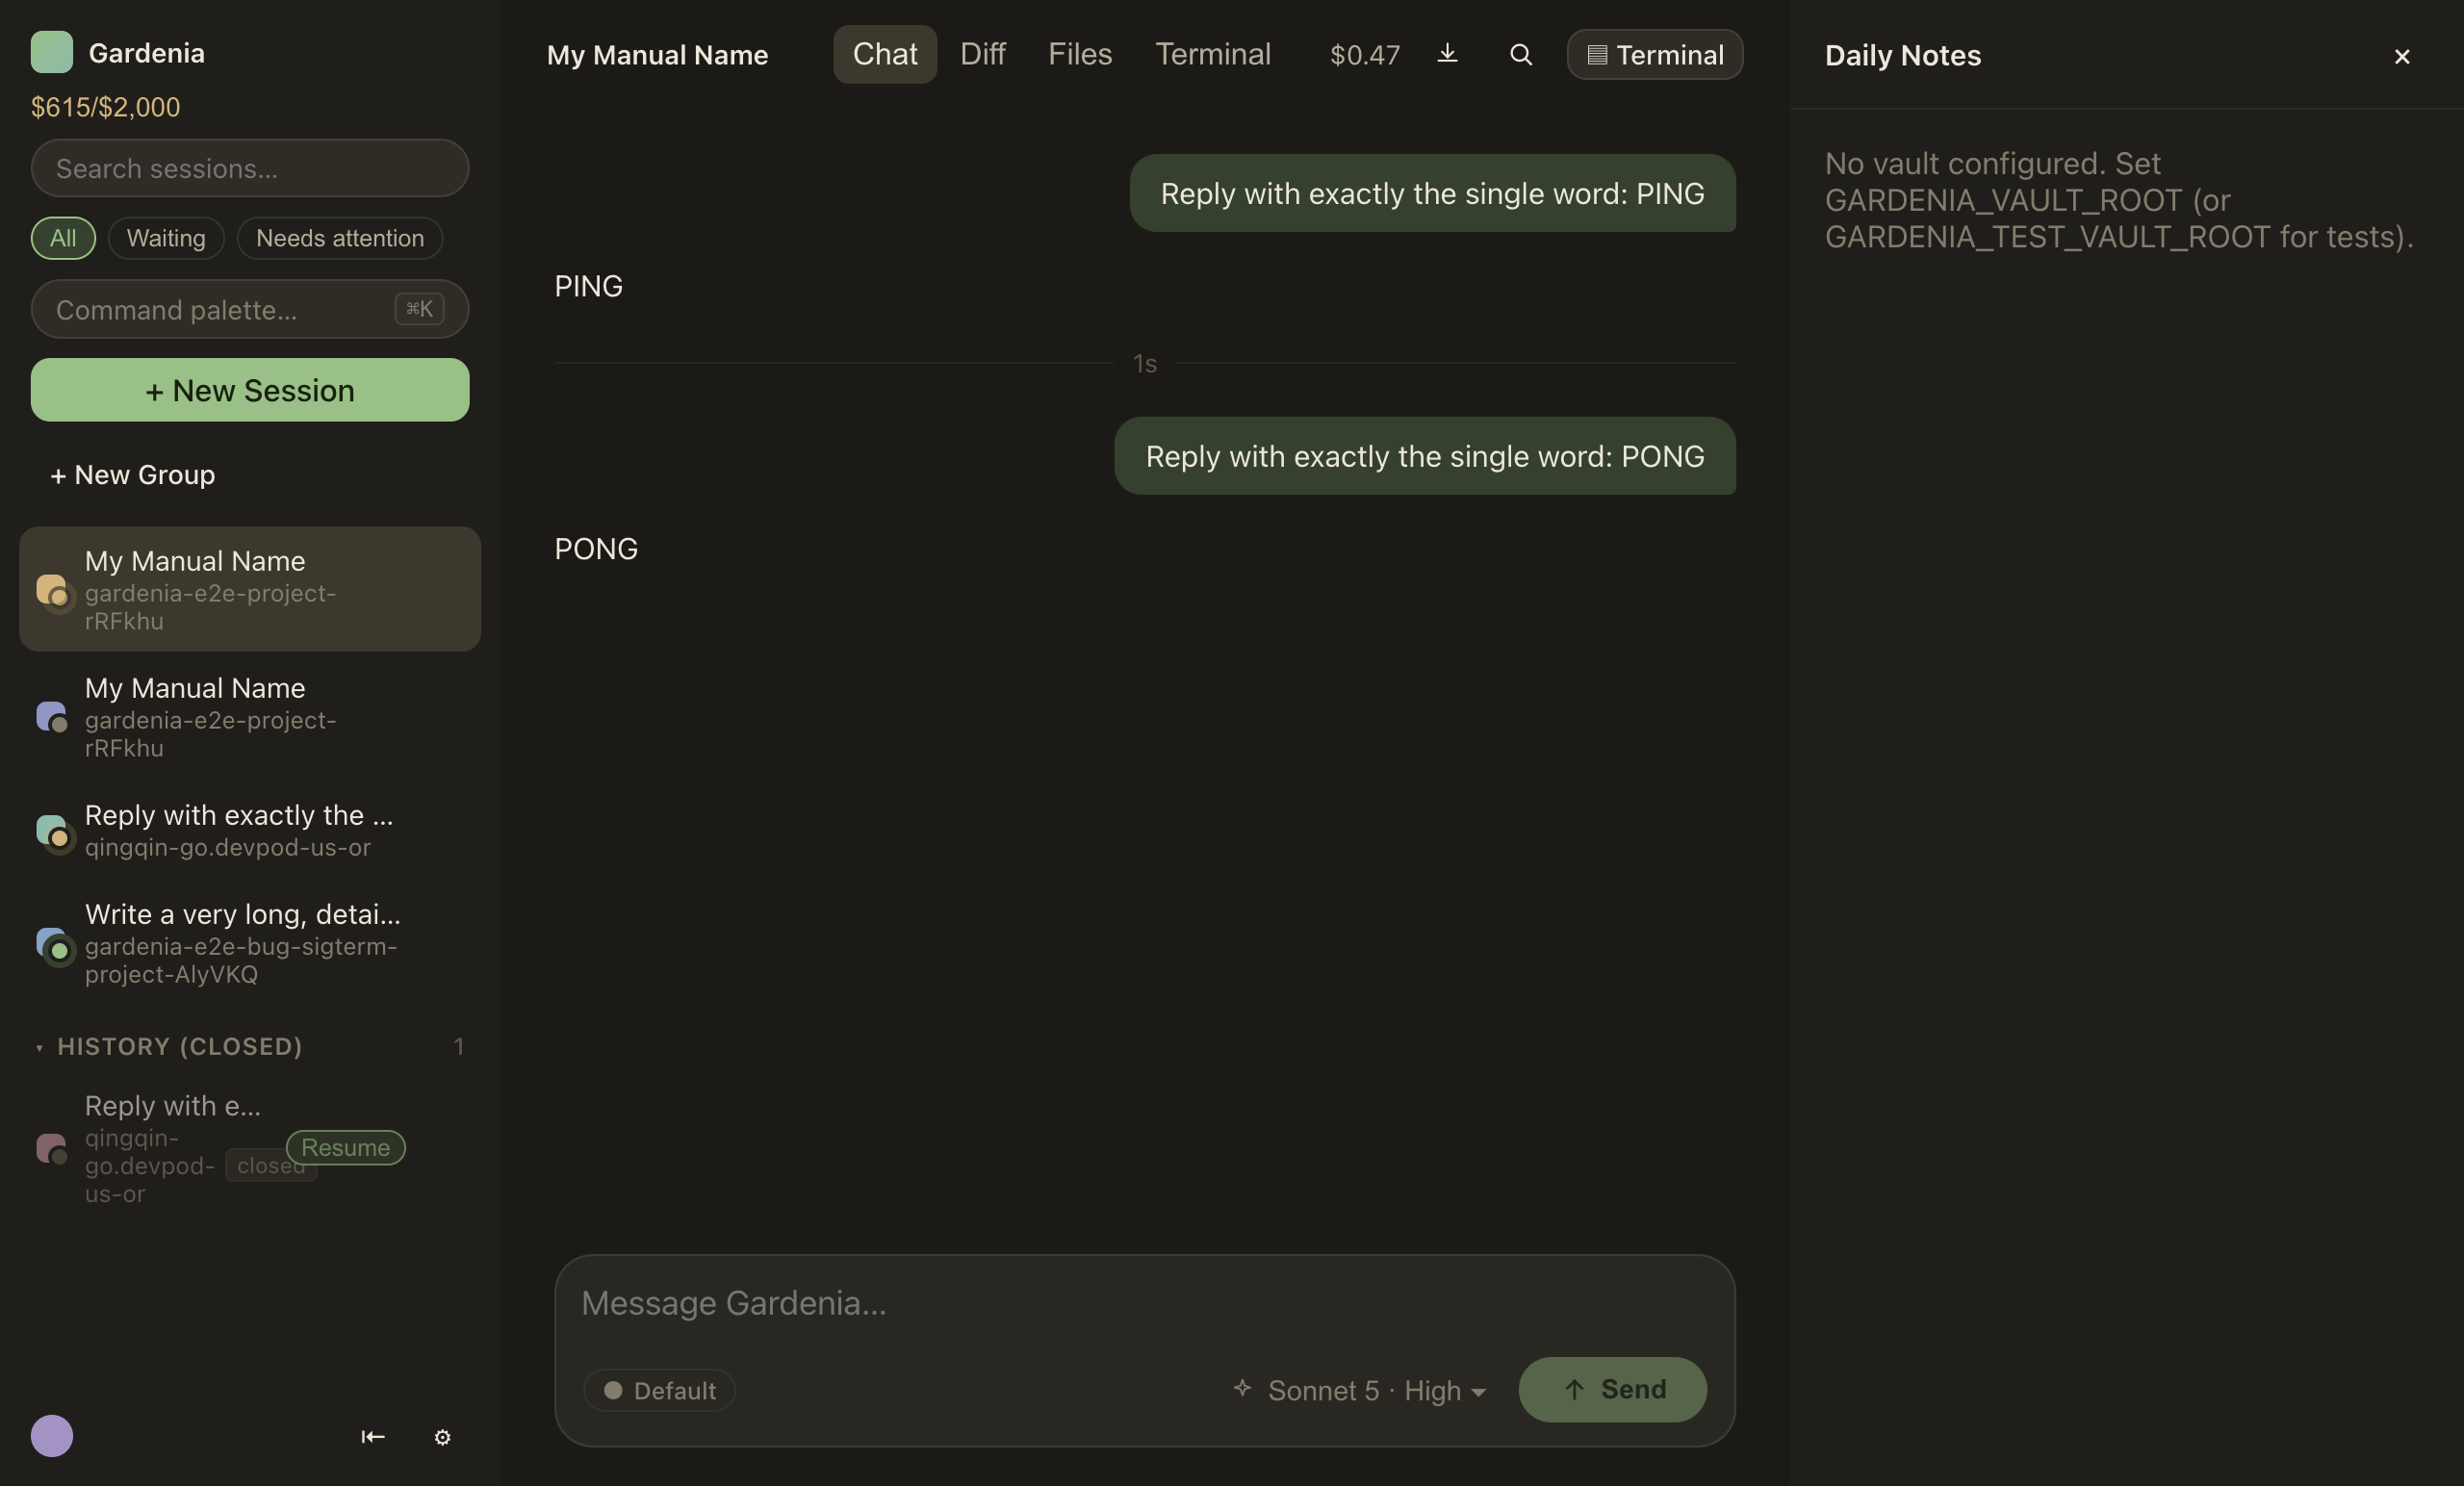 Gardenia
$615/$2,000
Search sessions...
All
Waiting
Needs attention
Command palette...
⌘K
+ New Session
+ New Group
My Manual Name
gardenia-e2e-project-
rRFkhu
My Manual Name
gardenia-e2e-project-
rRFkhu
Reply with exactly the ...
qingqin-go.devpod-us-or
Write a very long, detai...
gardenia-e2e-bug-sigterm-
project-AlyVKQ
HISTORY (CLOSED)
1
Reply with e...
qingqin-
go.devpod-
us-or
closed
Resume
My Manual Name
Chat
Diff
Files
Terminal
$0.47
Terminal
Reply with exactly the single word: PING
PING
1s
Reply with exactly the single word: PONG
PONG
Message Gardenia...
Default
Sonnet 5 · High
Send
Daily Notes
No vault configured. Set
GARDENIA_VAULT_ROOT (or
GARDENIA_TEST_VAULT_ROOT for tests).